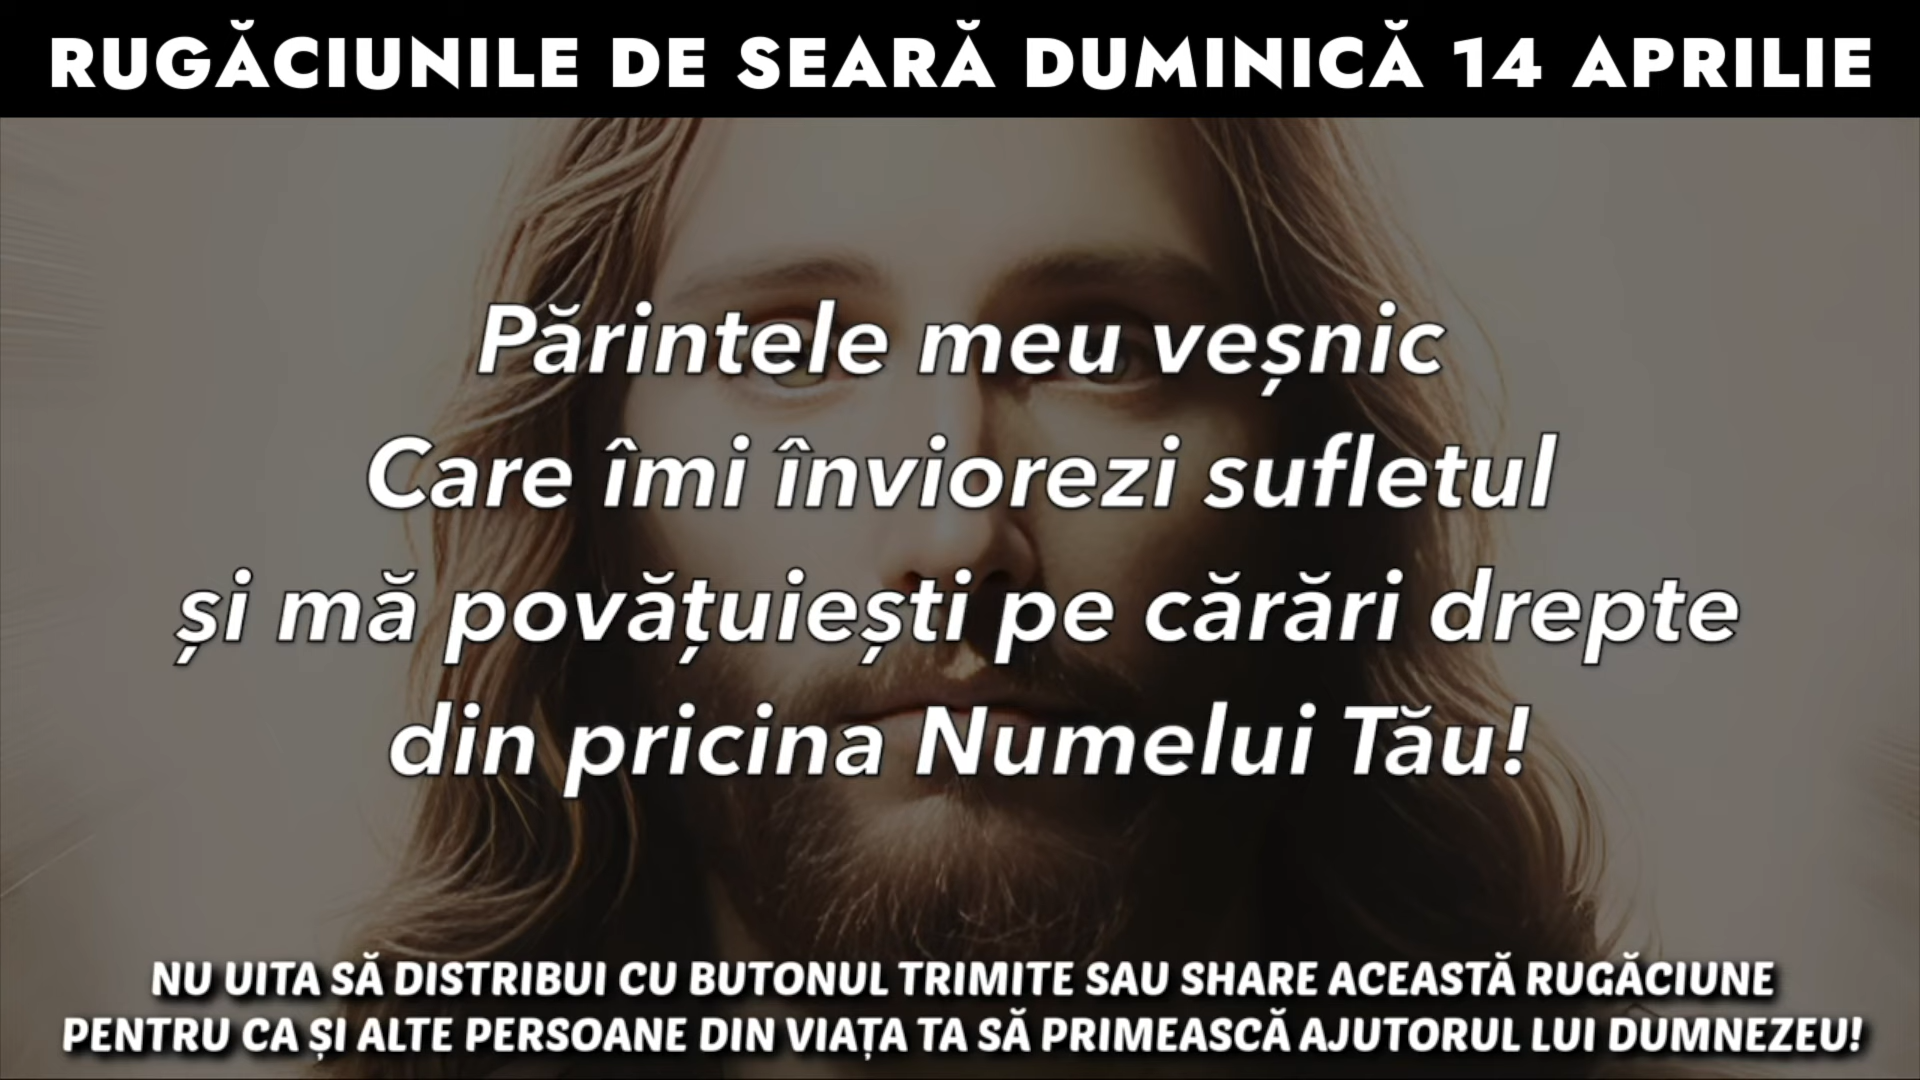 RUGĂCIUNILE DE SEARĂ DUMINICĂ 14 APRILIE
Părintele meu veșnic
Care îmi înviorezi sufletul
și mă povățuiești pe cărări drepte
din pricina Numelui Tău!
NU UITA SĂ DISTRIBUI CU BUTONUL TRIMITE SAU SHARE ACEASTĂ RUGĂCIUNE
PENTRU CA ȘI ALTE PERSOANE DIN VIAȚA TA SĂ PRIMEASCĂ AJUTORUL LUI DUMNEZEU!